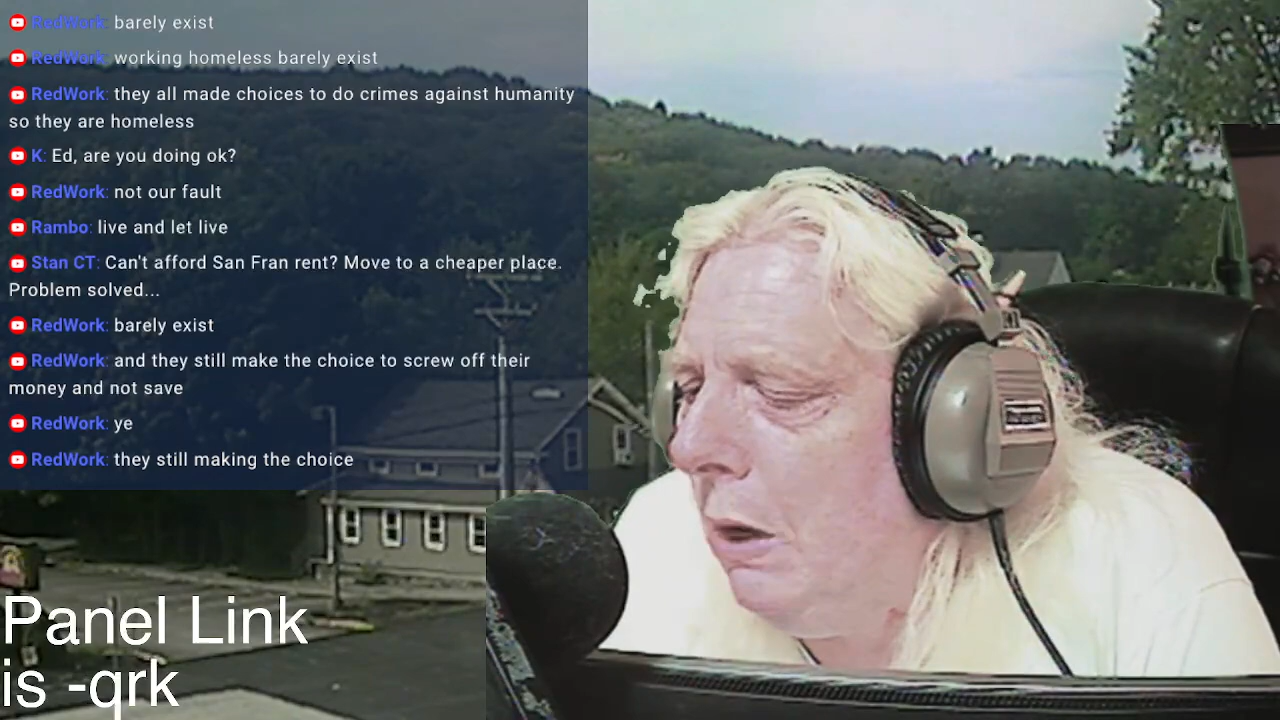 RedWork: barely exist
RedWork: working homeless barely exist
RedWork: they all made choices to do crimes against humanity
so they are homeless
K: Ed, are you doing ok?
RedWork: not our fault
Rambo: live and let live
Stan CT: Can't afford San Fran rent? Move to a cheaper place.
Problem solved...
RedWork: barely exist
RedWork: and they still make the choice to screw off their
money and not save
RedWork: ye
RedWork: they still making the choice
Panel Link
is -qrk